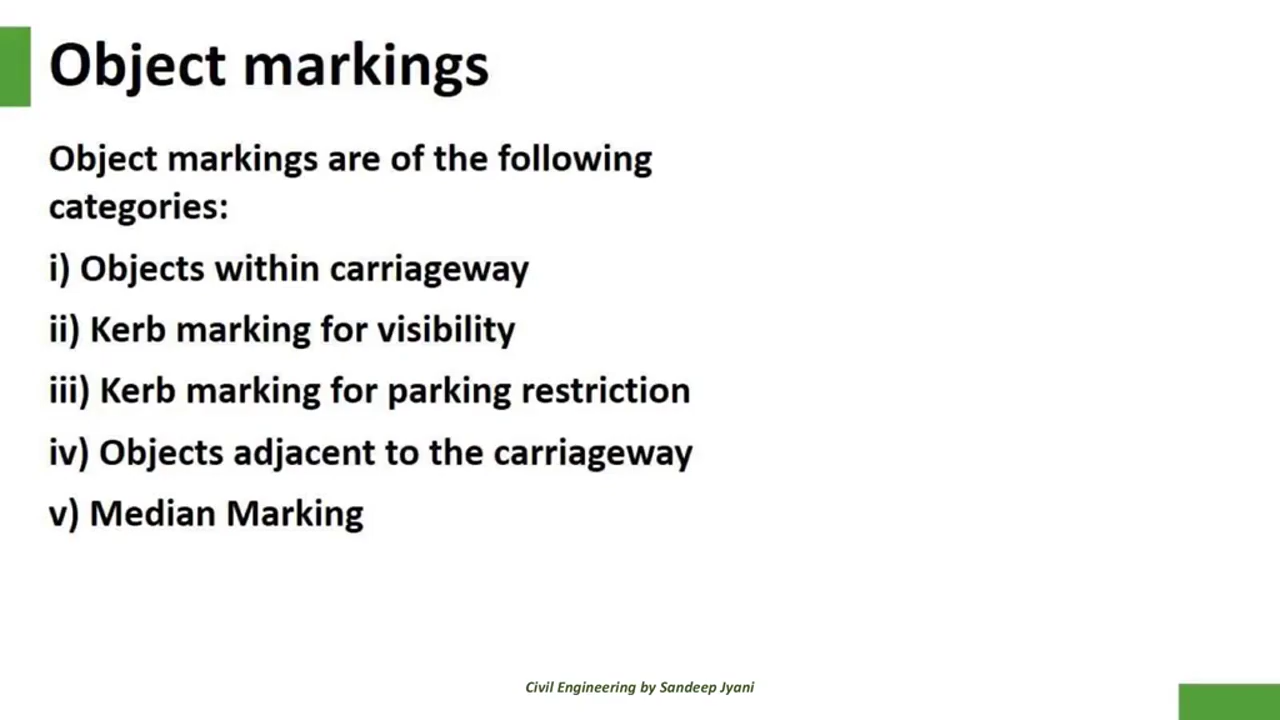 Object markings
Object markings are of the following
categories:
i) Objects within carriageway
ii) Kerb marking for visibility
iii) Kerb marking for parking restriction
iv) Objects adjacent to the carriageway
v) Median Marking
Civil Engineering by Sandeep Jyani